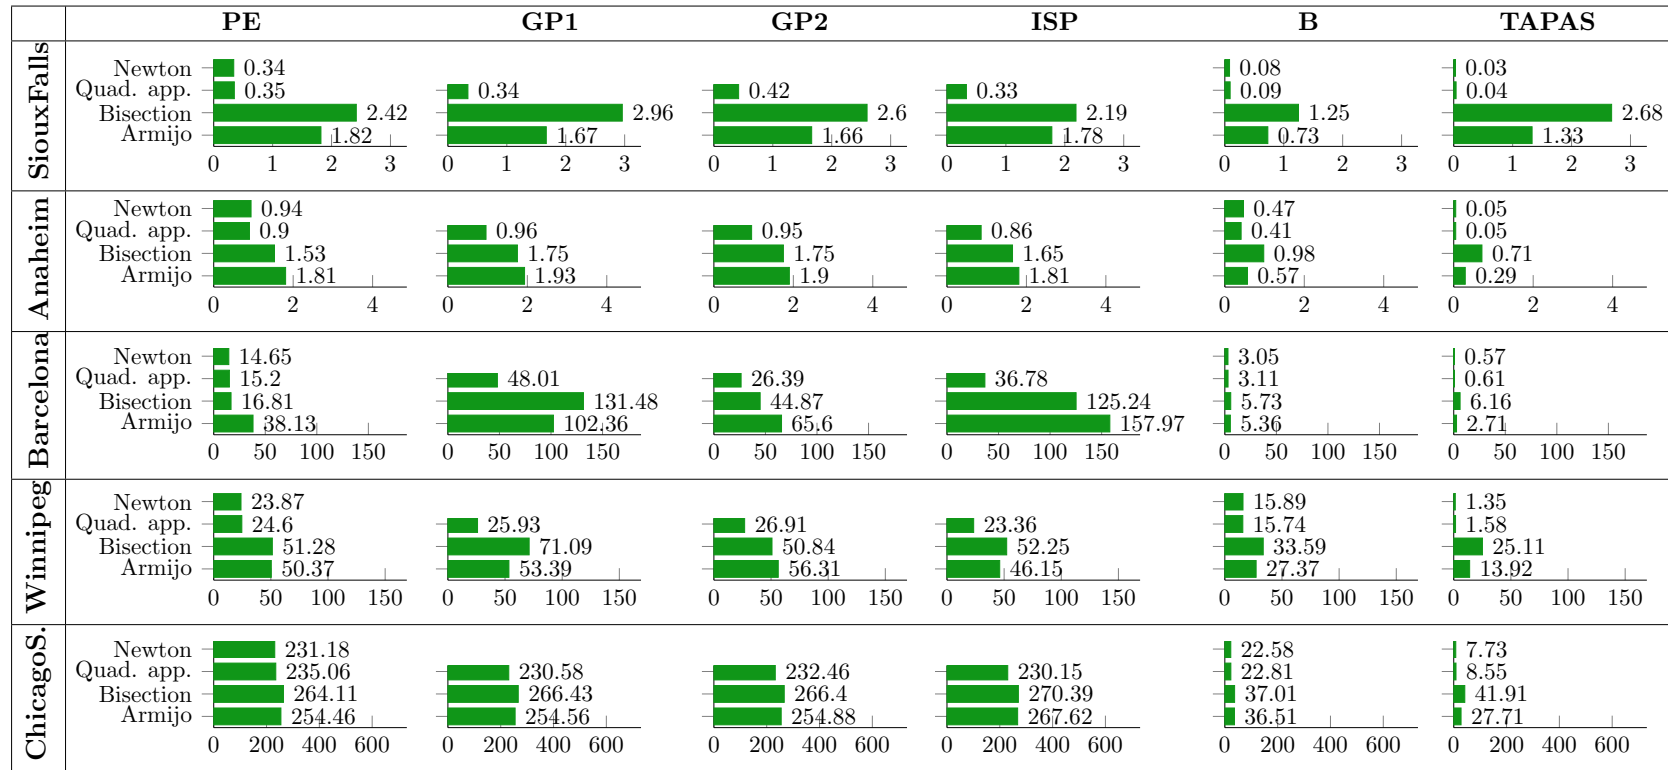 PE GP1 GP2 ISP B TAPAS
SiouxFalls
Newton 0.34 0.08 0.03
Quad. app. 0.35 0.34 0.42 0.33 0.09 0.04
Bisection 2.42 2.96 2.6 2.19 1.25 2.68
Armijo 1.82 1.67 1.66 1.78 0.73 1.33
0 1 2 3 0 1 2 3 0 1 2 3 0 1 2 3 0 1 2 3 0 1 2 3
Anaheim
Newton 0.94 0.47 0.05
Quad. app. 0.9 0.96 0.95 0.86 0.41 0.05
Bisection 1.53 1.75 1.75 1.65 0.98 0.71
Armijo 1.81 1.93 1.9 1.81 0.57 0.29
0 2 4 0 2 4 0 2 4 0 2 4 0 2 4 0 2 4
Barcelona
Newton 14.65 3.05 0.57
Quad. app. 15.2 48.01 26.39 36.78 3.11 0.61
Bisection 16.81 131.48 44.87 125.24 5.73 6.16
Armijo 38.13 102.36 65.6 157.97 5.36 2.71
0 50 100 150 0 50 100 150 0 50 100 150 0 50 100 150 0 50 100 150 0 50 100 150
Winnipeg
Newton 23.87 15.89 1.35
Quad. app. 24.6 25.93 26.91 23.36 15.74 1.58
Bisection 51.28 71.09 50.84 52.25 33.59 25.11
Armijo 50.37 53.39 56.31 46.15 27.37 13.92
0 50 100 150 0 50 100 150 0 50 100 150 0 50 100 150 0 50 100 150 0 50 100 150
ChicagoS.
Newton 231.18 22.58 7.73
Quad. app. 235.06 230.58 232.46 230.15 22.81 8.55
Bisection 264.11 266.43 266.4 270.39 37.01 41.91
Armijo 254.46 254.56 254.88 267.62 36.51 27.71
0 200 400 600 0 200 400 600 0 200 400 600 0 200 400 600 0 200 400 600 0 200 400 600